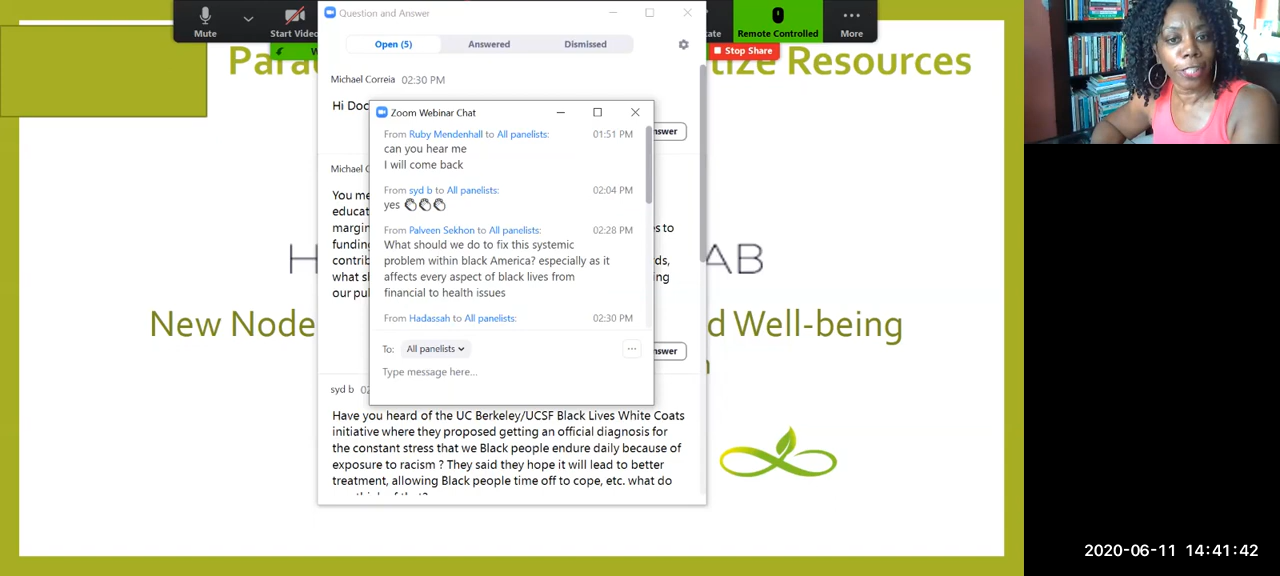 Mute
Start Video
Remote Controlled
More
Stop Share
Question and Answer
Open (5)
Answered
Dismissed
Resources
Michael Correia 02:30 PM
Zoom Webinar Chat
From Ruby Mendenhall to All panelists: 01:51 PM
can you hear me
I will come back
From syd b to All panelists: 02:04 PM
yes 👏👏👏
From Palveen Sekhon to All panelists: 02:28 PM
What should we do to fix this systemic
problem within black America? especially as it
affects every aspect of black lives from
financial to health issues
From Hadassah to All panelists: 02:30 PM
To: All panelists
Type message here...
New Node
d Well-being
syd b
Have you heard of the UC Berkeley/UCSF Black Lives White Coats
initiative where they proposed getting an official diagnosis for
the constant stress that we Black people endure daily because of
exposure to racism ? They said they hope it will lead to better
treatment, allowing Black people time off to cope, etc. what do
2020-06-11 14:41:42